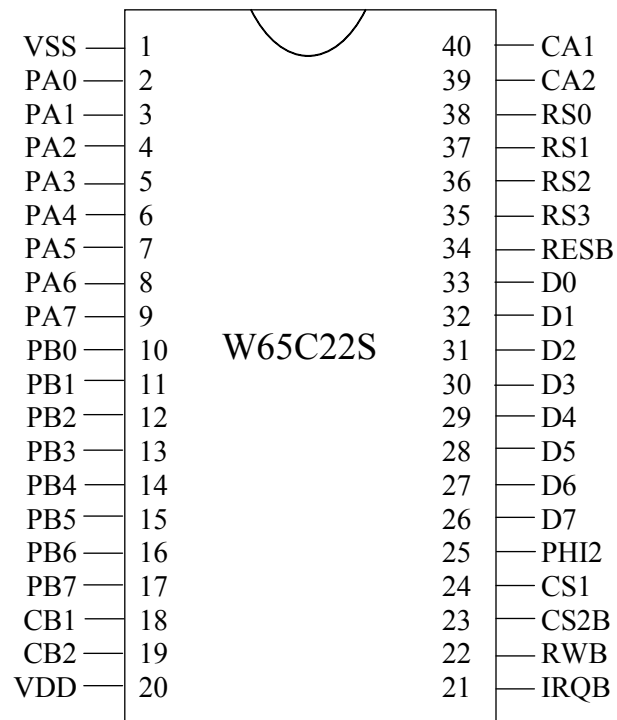 VSS 1 40 CA1
PA0 2 39 CA2
PA1 3 38 RS0
PA2 4 37 RS1
PA3 5 36 RS2
PA4 6 35 RS3
PA5 7 34 RESB
PA6 8 33 D0
PA7 9 32 D1
PB0 10 W65C22S 31 D2
PB1 11 30 D3
PB2 12 29 D4
PB3 13 28 D5
PB4 14 27 D6
PB5 15 26 D7
PB6 16 25 PHI2
PB7 17 24 CS1
CB1 18 23 CS2B
CB2 19 22 RWB
VDD 20 21 IRQB